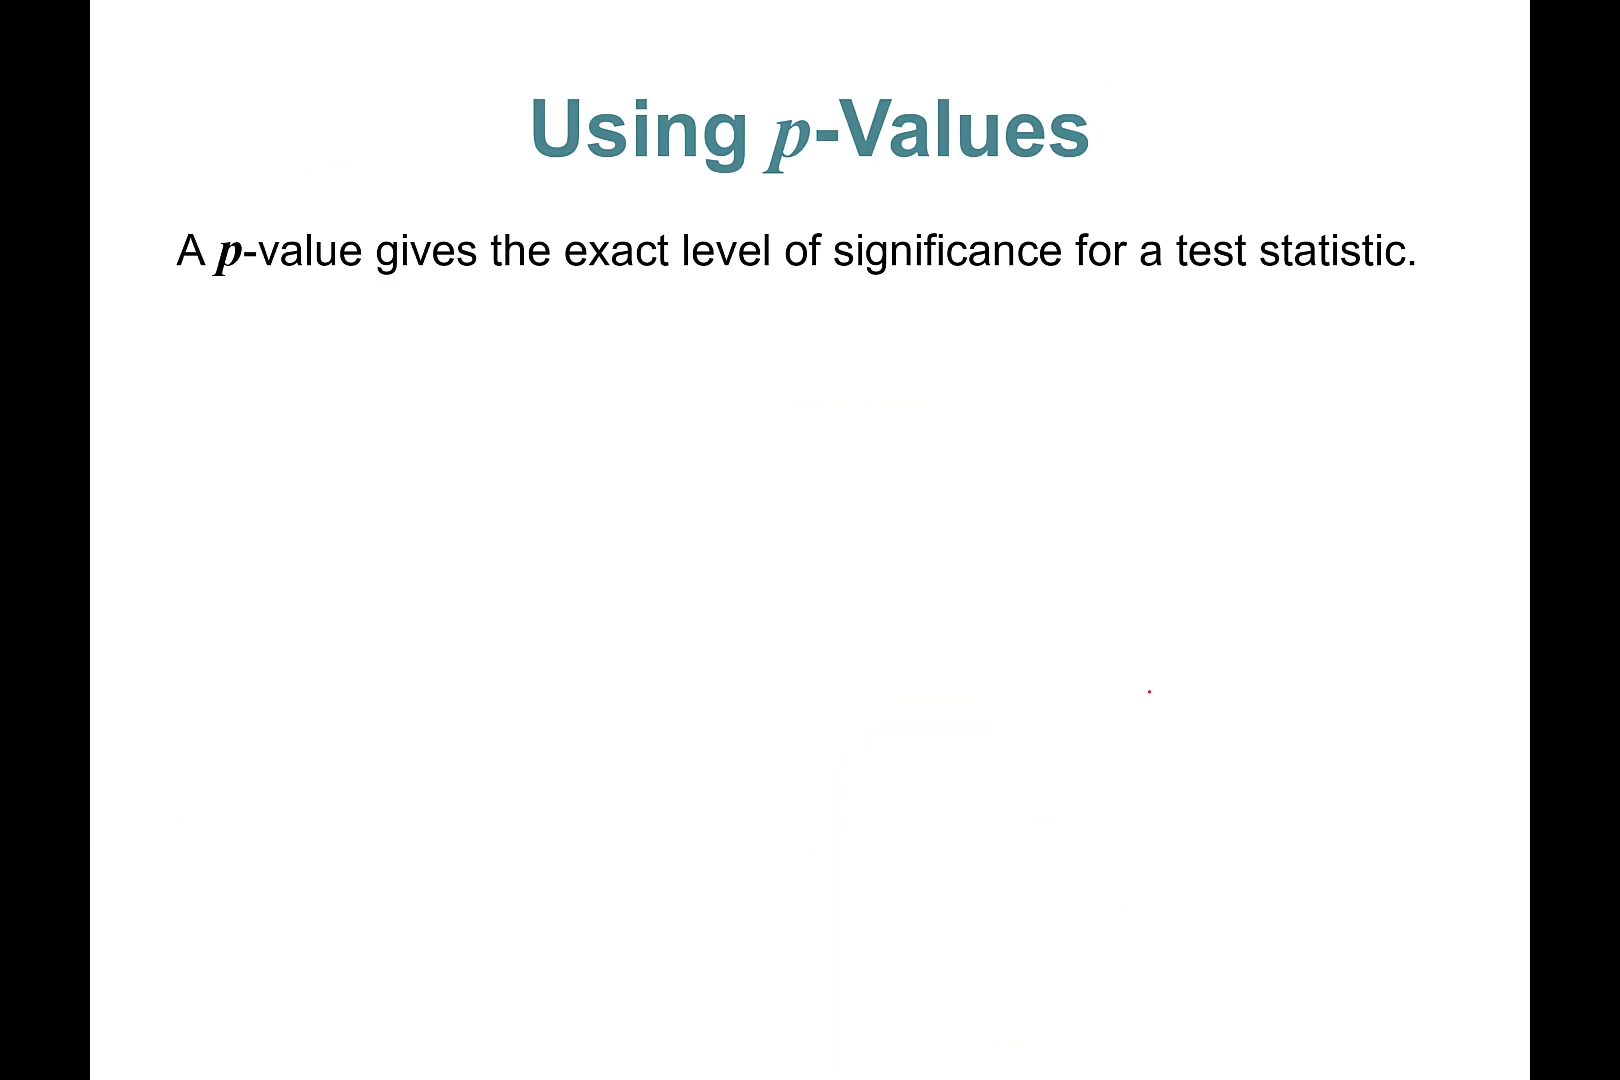 Using p-Values
A p-value gives the exact level of significance for a test statistic.